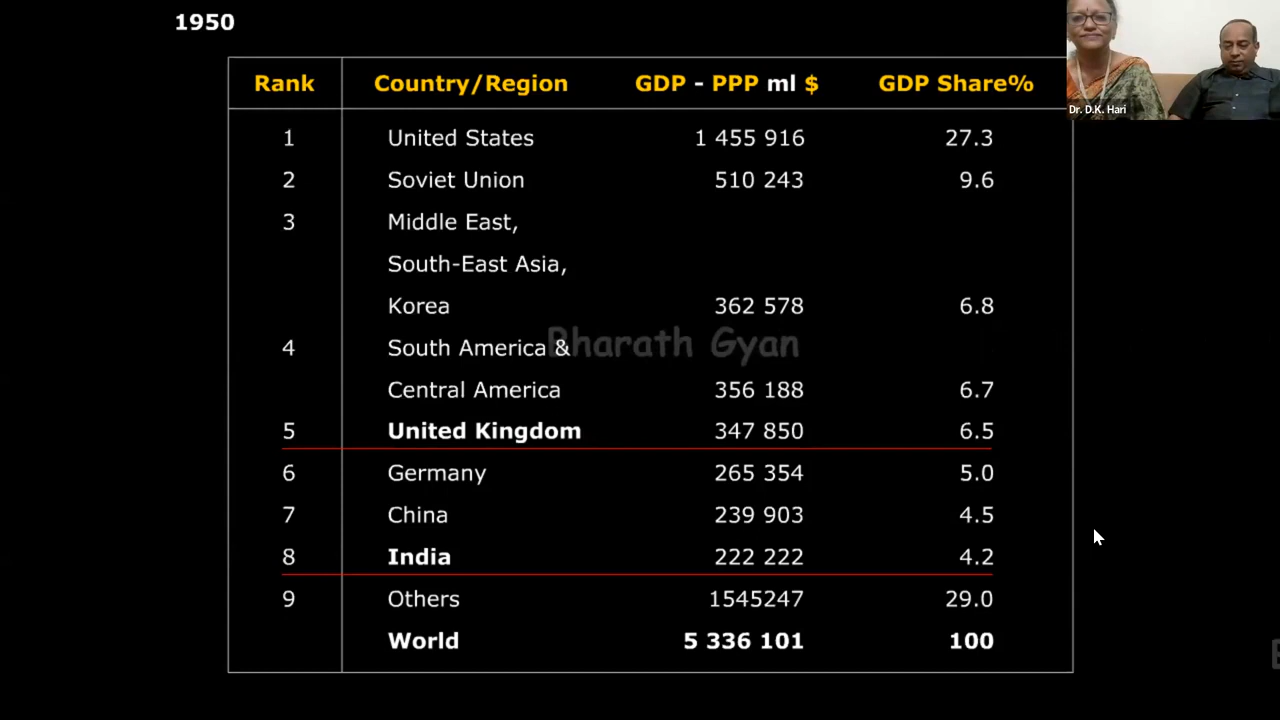 1950
Rank Country/Region GDP - PPP ml $ GDP Share%
1 United States 1 455 916 27.3
2 Soviet Union 510 243 9.6
3 Middle East,
South-East Asia,
Korea 362 578 6.8
4 South America &
Bharath Gyan
Central America 356 188 6.7
5 United Kingdom 347 850 6.5
6 Germany 265 354 5.0
7 China 239 903 4.5
8 India 222 222 4.2
9 Others 1545247 29.0
World 5 336 101 100
Dr. D.K. Hari